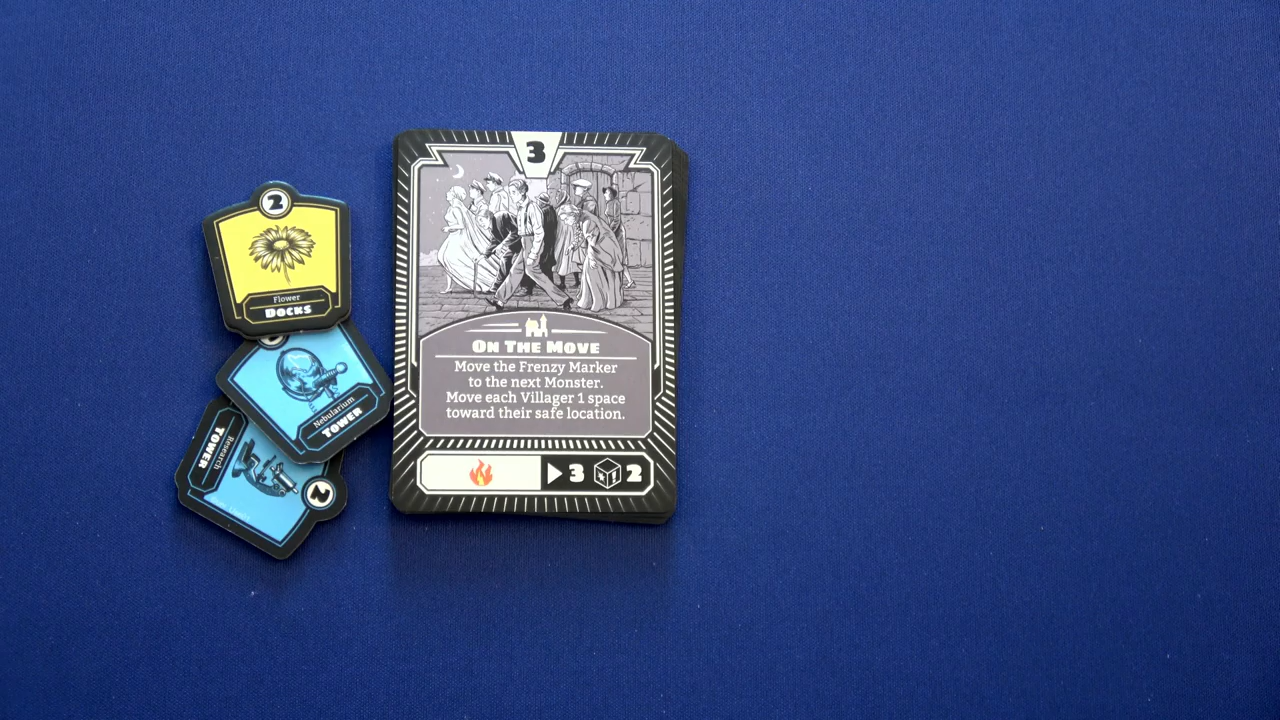 2
Flower
DOCKS
Nebularium
TOWER
Research
TOWER
2
3
ON THE MOVE
Move the Frenzy Marker
to the next Monster.
Move each Villager 1 space
toward their safe location.
3 2